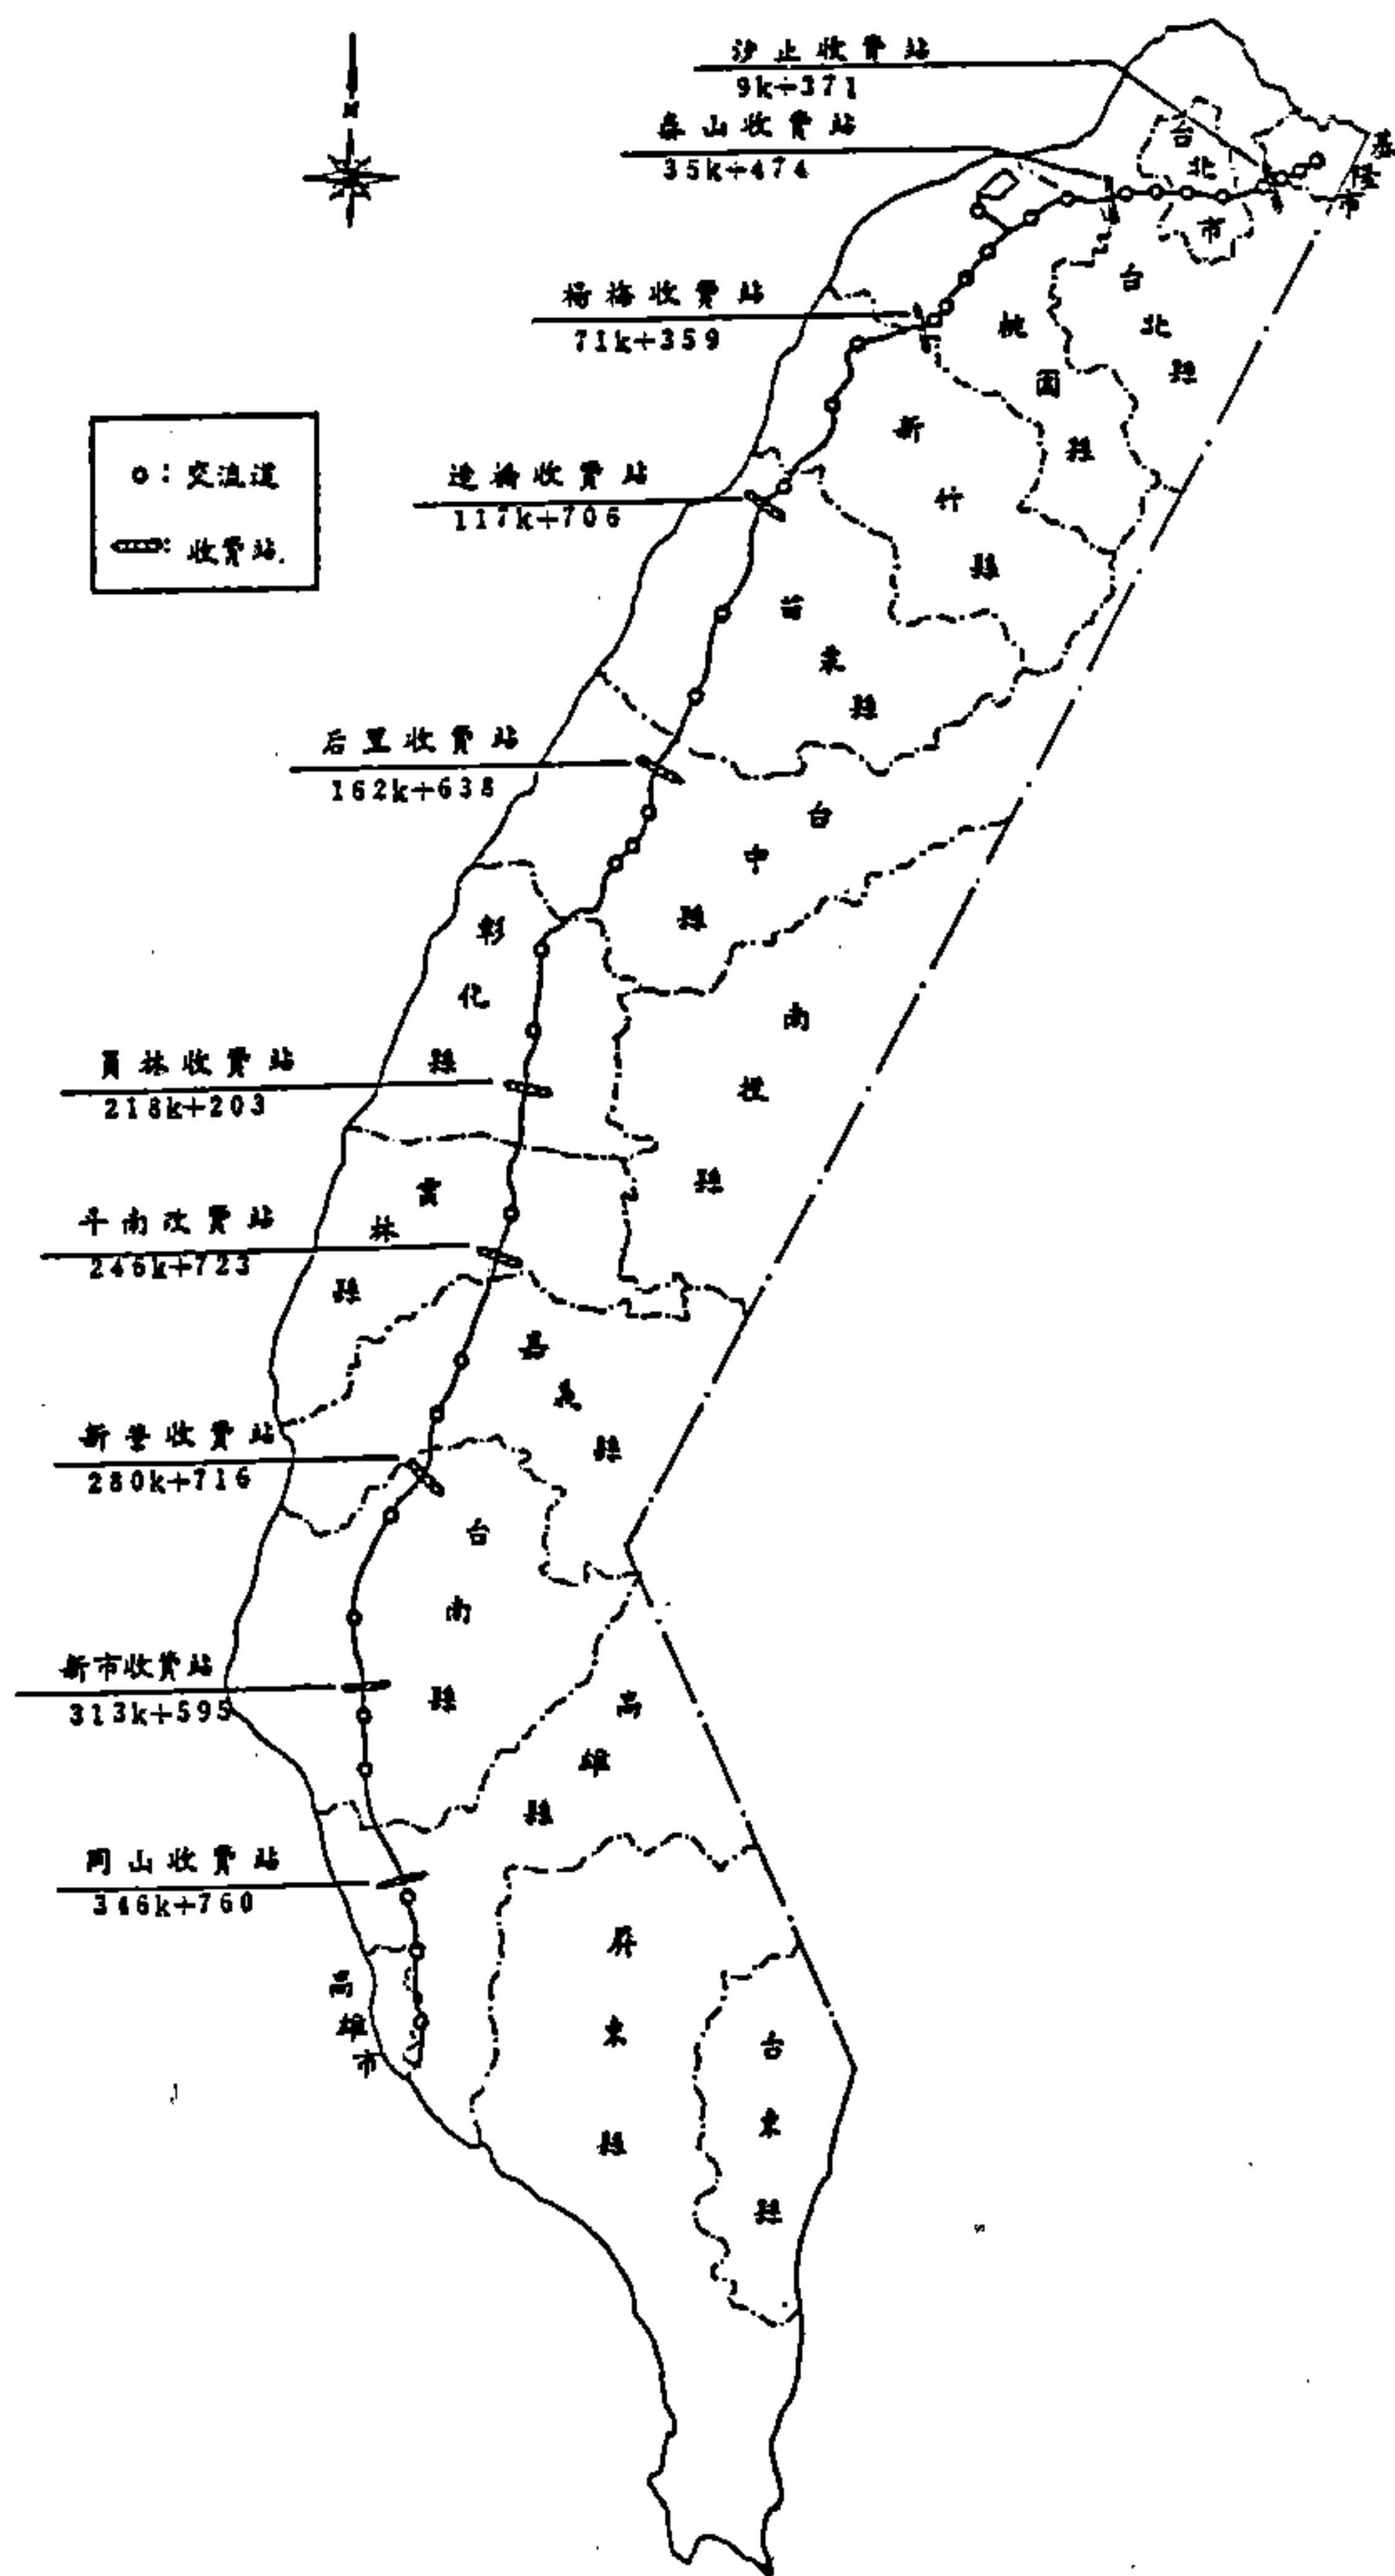 N
汐止收費站
9k+371
泰山收費站
35k+474
楊梅收費站
71k+359
造橋收費站
117k+706
后里收費站
162k+638
員林收費站
218k+203
斗南收費站
246k+723
新營收費站
280k+716
新市收費站
313k+595
岡山收費站
346k+760
o：交流道
：收費站
基隆市
台北市
台北縣
桃園縣
新竹縣
苗栗縣
台中縣
彰化縣
南投縣
雲林縣
嘉義縣
台南縣
高雄縣
屏東縣
高雄市
台東縣